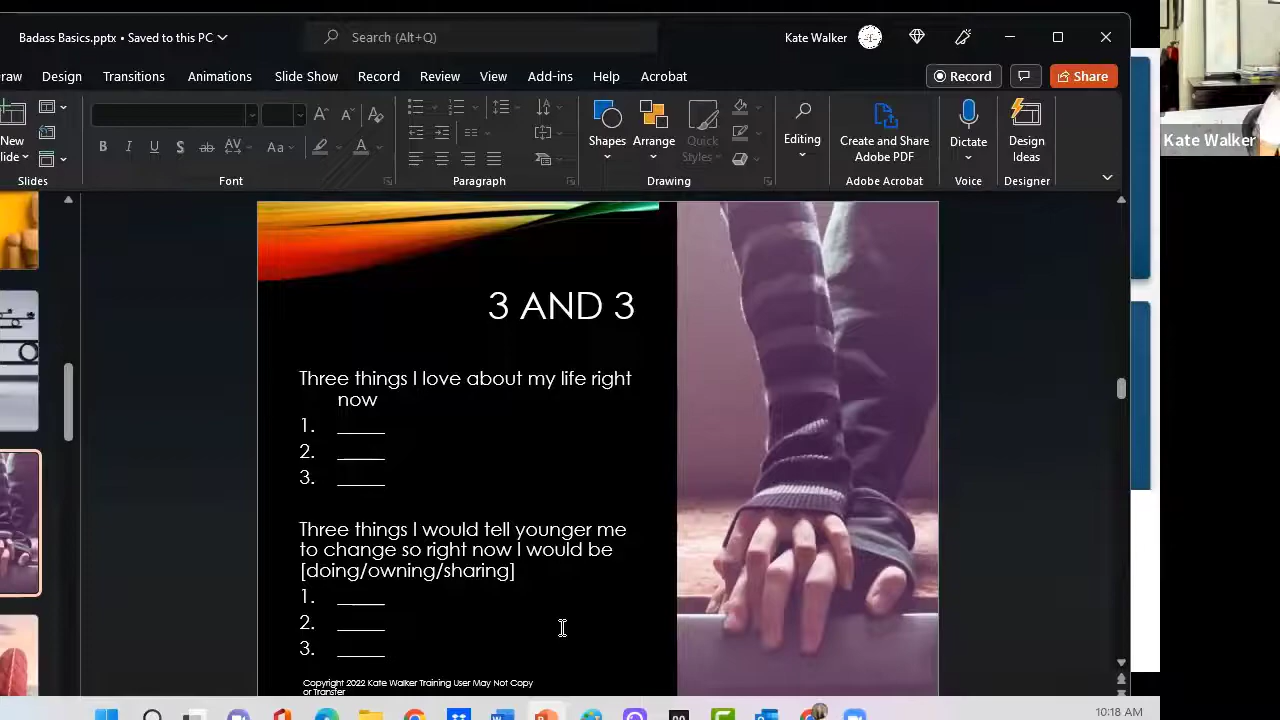 Badass Basics.pptx • Saved to this PC
Search (Alt+Q)
Kate Walker
raw Design Transitions Animations Slide Show Record Review View Add-ins Help Acrobat
Record
Share
New
lide
Slides
B I U S ab AV Aa A
Font
Paragraph
Shapes Arrange Quick
Styles
Drawing
Editing
Create and Share
Adobe PDF
Adobe Acrobat
Dictate
Voice
Design
Ideas
Designer
Kate Walker
3 AND 3
Three things I love about my life right
now
1. _____
2. _____
3. _____
Three things I would tell younger me
to change so right now I would be
[doing/owning/sharing]
1. _____
2. _____
3. _____
Copyright 2022 Kate Walker Training User May Not Copy
or Transfer
10:18 AM